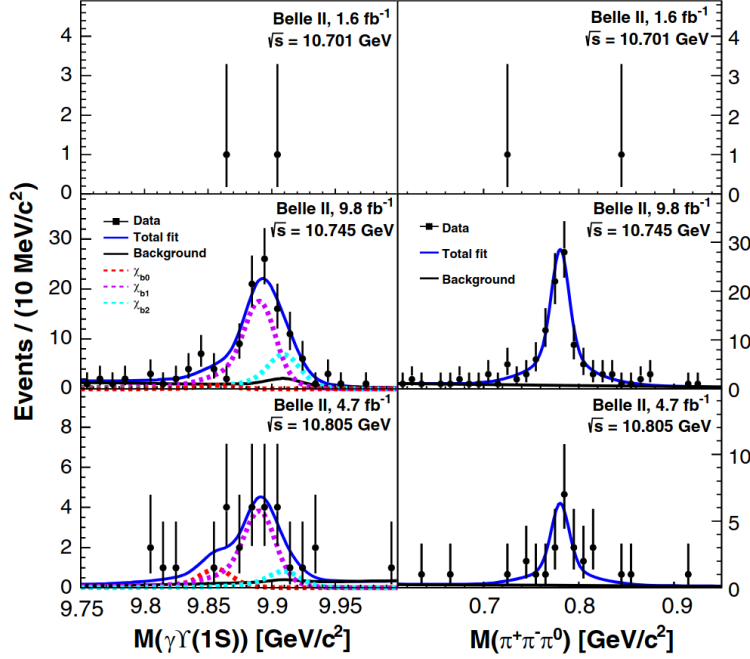 Events / (10 MeV/c²)
Belle II, 1.6 fb⁻¹
√s = 10.701 GeV
4
3
2
1
0
Belle II, 1.6 fb⁻¹
√s = 10.701 GeV
4
3
2
1
0
Belle II, 9.8 fb⁻¹
√s = 10.745 GeV
Data
Total fit
Background
χb0
χb1
χb2
30
20
10
0
Belle II, 9.8 fb⁻¹
√s = 10.745 GeV
Data
Total fit
Background
30
20
10
0
Belle II, 4.7 fb⁻¹
√s = 10.805 GeV
8
6
4
2
0
Belle II, 4.7 fb⁻¹
√s = 10.805 GeV
10
5
0
9.75 9.8 9.85 9.9 9.95
0.7 0.8 0.9
M(γϒ(1S)) [GeV/c²]
M(π⁺π⁻π⁰) [GeV/c²]